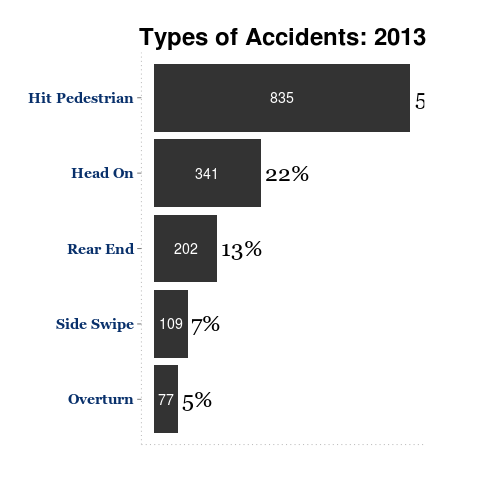 Types of Accidents: 2013
Hit Pedestrian 835 5
Head On 341 22%
Rear End 202 13%
Side Swipe 109 7%
Overturn 77 5%